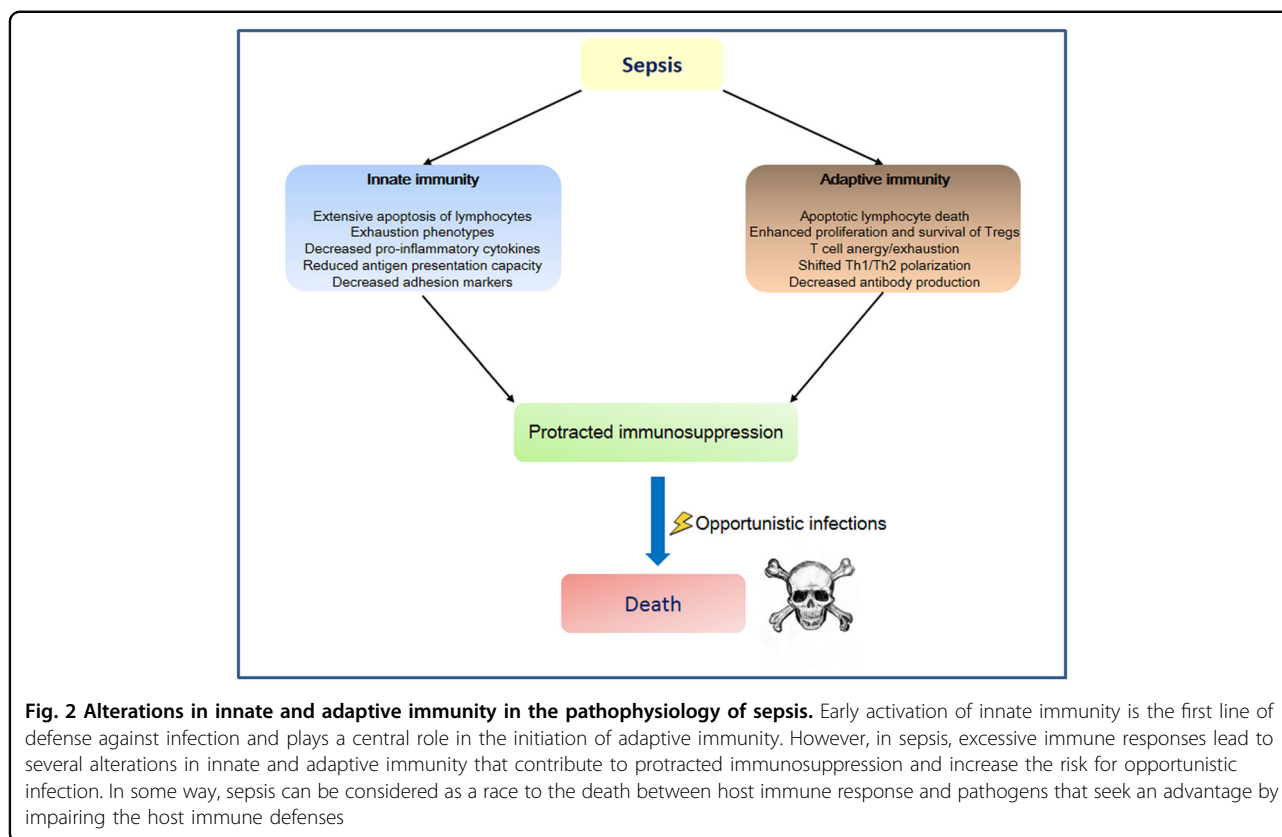 Sepsis
Innate immunity
Extensive apoptosis of lymphocytes
Exhaustion phenotypes
Decreased pro-inflammatory cytokines
Reduced antigen presentation capacity
Decreased adhesion markers
Adaptive immunity
Apoptotic lymphocyte death
Enhanced proliferation and survival of Tregs
T cell anergy/exhaustion
Shifted Th1/Th2 polarization
Decreased antibody production
Protracted immunosuppression
Opportunistic infections
Death
Fig. 2 Alterations in innate and adaptive immunity in the pathophysiology of sepsis. Early activation of innate immunity is the first line of
defense against infection and plays a central role in the initiation of adaptive immunity. However, in sepsis, excessive immune responses lead to
several alterations in innate and adaptive immunity that contribute to protracted immunosuppression and increase the risk for opportunistic
infection. In some way, sepsis can be considered as a race to the death between host immune response and pathogens that seek an advantage by
impairing the host immune defenses